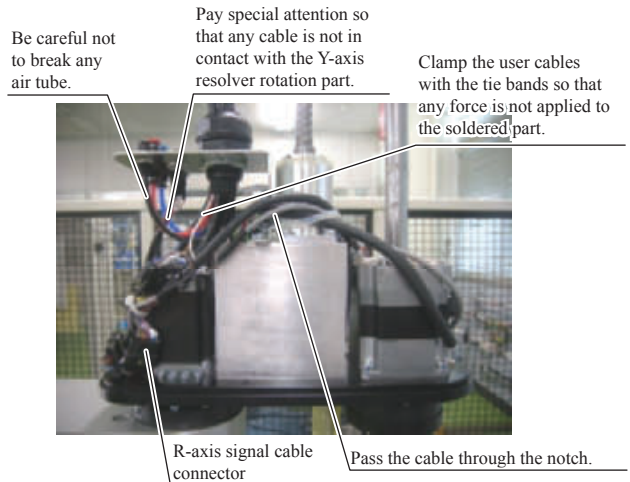 Be careful not
to break any
air tube.
Pay special attention so
that any cable is not in
contact with the Y-axis
resolver rotation part.
Clamp the user cables
with the tie bands so that
any force is not applied to
the soldered part.
R-axis signal cable
connector
Pass the cable through the notch.